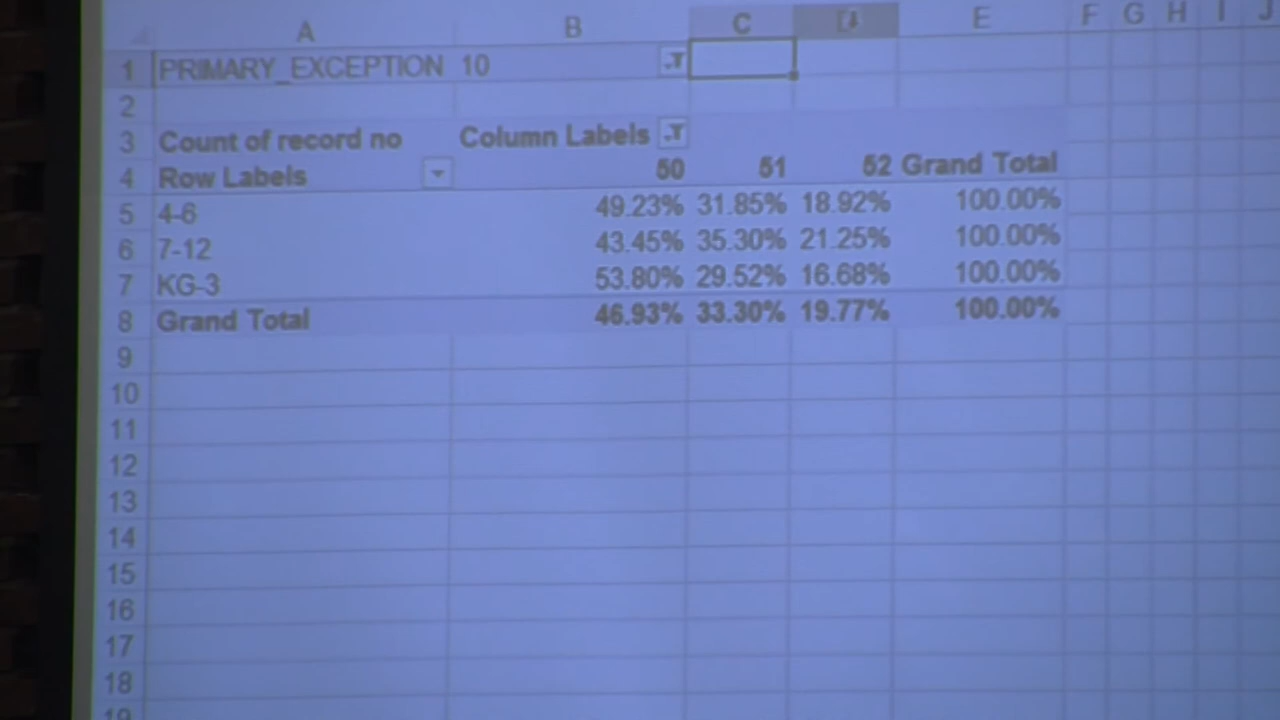 A B C D E F G H I J
1 PRIMARY_EXCEPTION 10
2
3 Count of record no Column Labels
4 Row Labels 50 51 52 Grand Total
5 4-6 49.23% 31.85% 18.92% 100.00%
6 7-12 43.45% 35.30% 21.25% 100.00%
7 KG-3 53.80% 29.52% 16.68% 100.00%
8 Grand Total 46.93% 33.30% 19.77% 100.00%
9
10
11
12
13
14
15
16
17
18
19